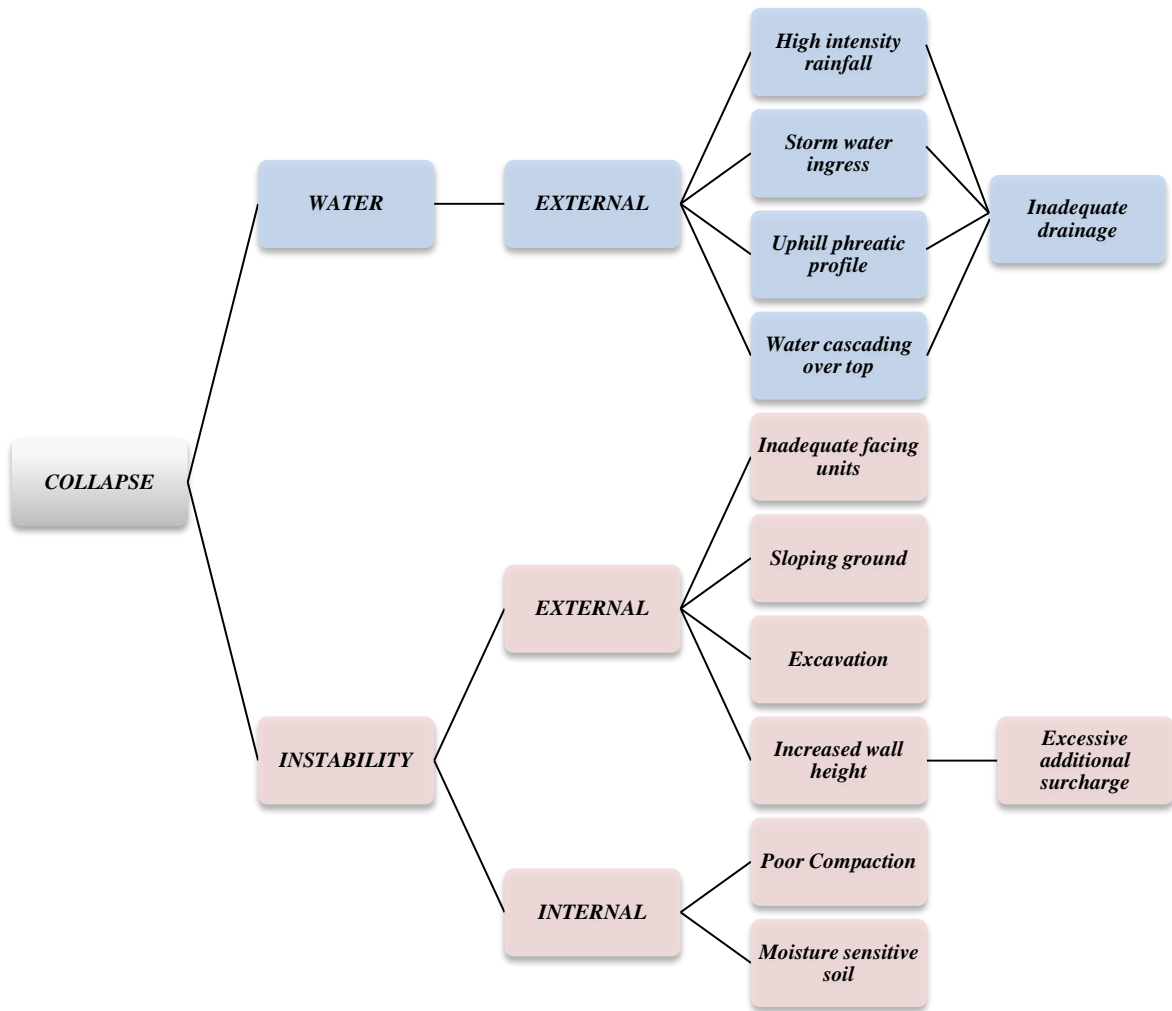 COLLAPSE
WATER
EXTERNAL
High intensity
rainfall
Storm water
ingress
Uphill phreatic
profile
Water cascading
over top
Inadequate
drainage
INSTABILITY
EXTERNAL
Inadequate facing
units
Sloping ground
Excavation
Increased wall
height
Excessive
additional
surcharge
INTERNAL
Poor Compaction
Moisture sensitive
soil